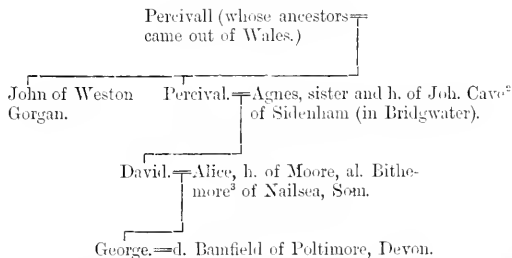 Percivall (whose ancestors
came out of Wales.)
John of Weston
Gorgan.
Percival.
Agnes, sister and h. of Joh. Cave²
of Sidenham (in Bridgwater).
David.
Alice, h. of Moore, al. Bithe-
more³ of Nailsea, Som.
George.
d. Bamfield of Poltimore, Devon.